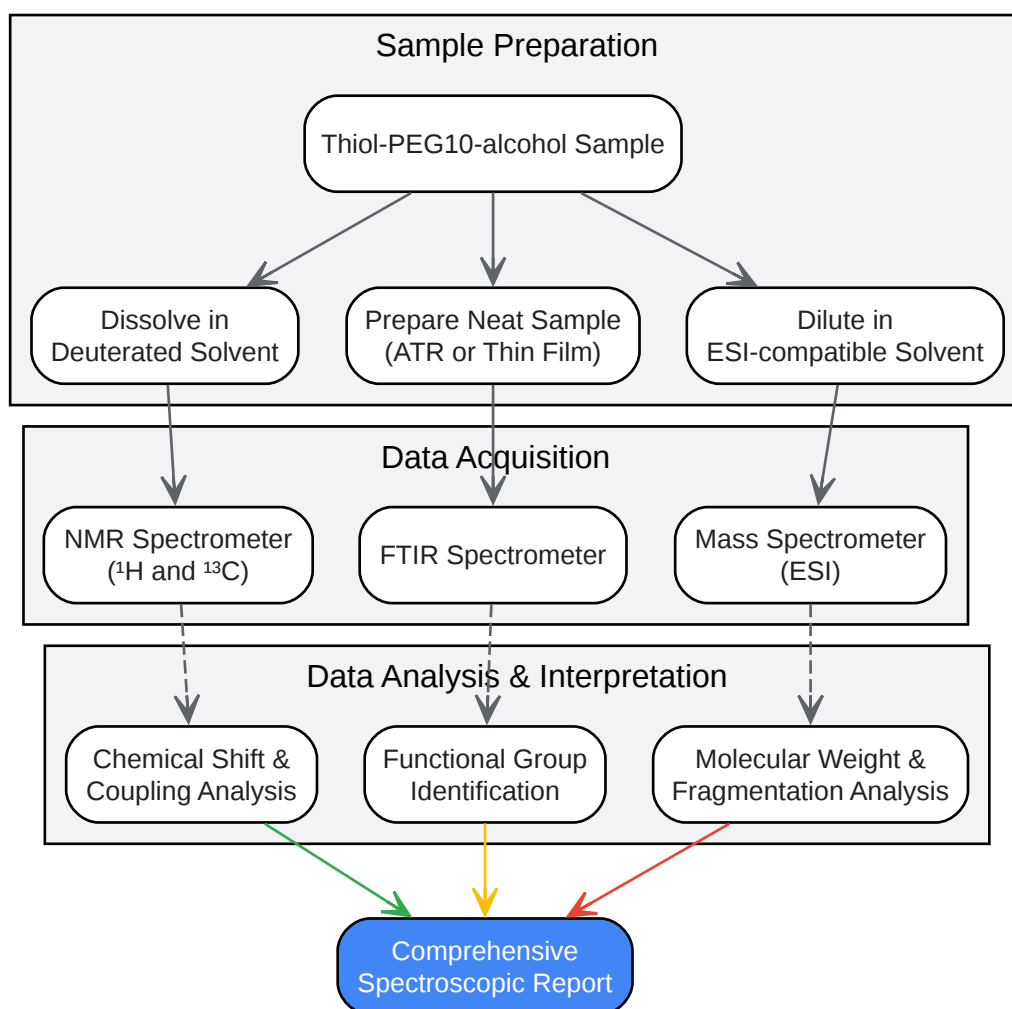 Sample Preparation
Thiol-PEG10-alcohol Sample
Dissolve in
Deuterated Solvent
Prepare Neat Sample
(ATR or Thin Film)
Dilute in
ESI-compatible Solvent
Data Acquisition
NMR Spectrometer
(¹H and ¹³C)
FTIR Spectrometer
Mass Spectrometer
(ESI)
Data Analysis & Interpretation
Chemical Shift &
Coupling Analysis
Functional Group
Identification
Molecular Weight &
Fragmentation Analysis
Comprehensive
Spectroscopic Report